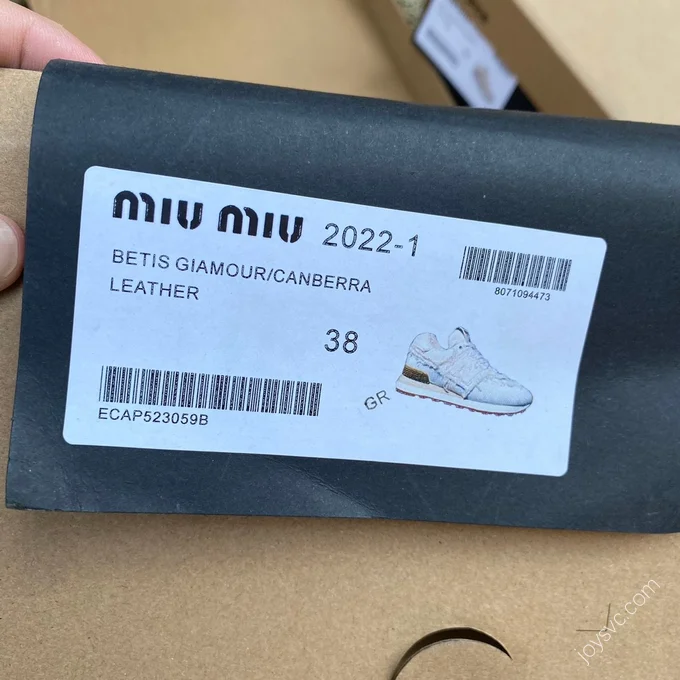 miu miu 2022-1
BETIS GIAMOUR/CANBERRA
LEATHER
8071094473
38
GR
ECAP523059B
joysvc.com